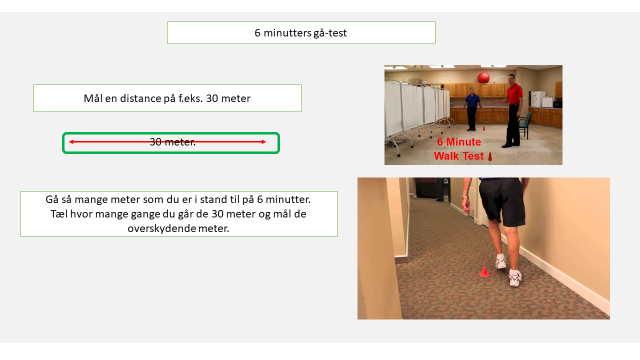 6 minutters gå-test
Mål en distance på f.eks. 30 meter
30 meter.
6 Minute
Walk Test
Gå så mange meter som du er i stand til på 6 minutter.
Tæl hvor mange gange du går de 30 meter og mål de
overskydende meter.